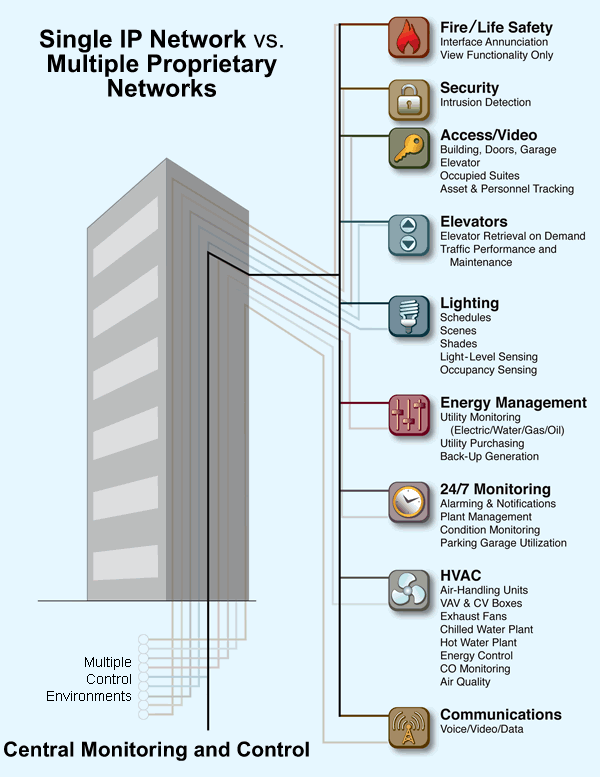 Single IP Network vs.
Multiple Proprietary
Networks
Fire/Life Safety
Interface Annunciation
View Functionality Only
Security
Intrusion Detection
Access/Video
Building, Doors, Garage
Elevator
Occupied Suites
Asset & Personnel Tracking
Elevators
Elevator Retrieval on Demand
Traffic Performance and
Maintenance
Lighting
Schedules
Scenes
Shades
Light-Level Sensing
Occupancy Sensing
Energy Management
Utility Monitoring
(Electric/Water/Gas/Oil)
Utility Purchasing
Back-Up Generation
24/7 Monitoring
Alarming & Notifications
Plant Management
Condition Monitoring
Parking Garage Utilization
HVAC
Air-Handling Units
VAV & CV Boxes
Exhaust Fans
Chilled Water Plant
Hot Water Plant
Energy Control
CO Monitoring
Air Quality
Communications
Voice/Video/Data
Multiple
Control
Environments
Central Monitoring and Control